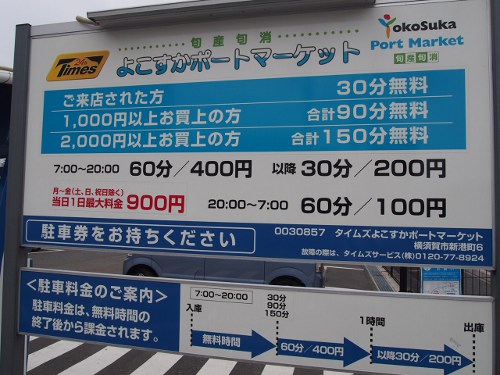 旬産旬消
24h
Times
よこすかポートマーケット
YokoSuka
Port Market
旬産旬消
ご来店された方 30分無料
1,000円以上お買上の方 合計90分無料
2,000円以上お買上の方 合計150分無料
7:00~20:00 60分/400円 以降30分/200円
月~金(土、日、祝日除く)
当日1日最大料金 900円 20:00~7:00 60分/100円
駐車券をお持ちください
0030857 タイムズよこすかポートマーケット
横須賀市新港町6
故障の際は、タイムズサービス(株)0120-77-8924
<駐車料金のご案内>
駐車料金は、無料時間の
終了後から課金されます。
7:00~20:00
入庫
30分
90分
150分
1時間
出庫
無料時間
60分/400円
以降30分/200円